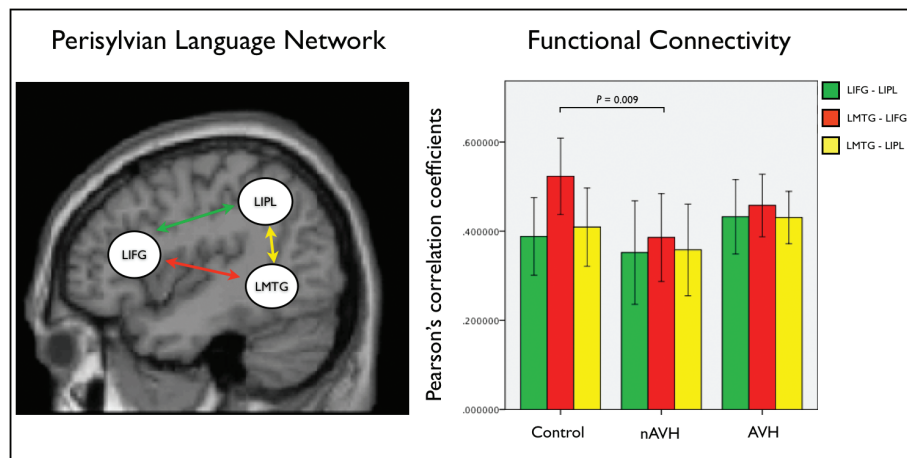 Perisylvian Language Network
LIPL
LIFG
LMTG
Functional Connectivity
P = 0.009
LIFG - LIPL
LMTG - LIFG
LMTG - LIPL
Pearson's correlation coefficients
.600000
.400000
.200000
.000000
Control
nAVH
AVH